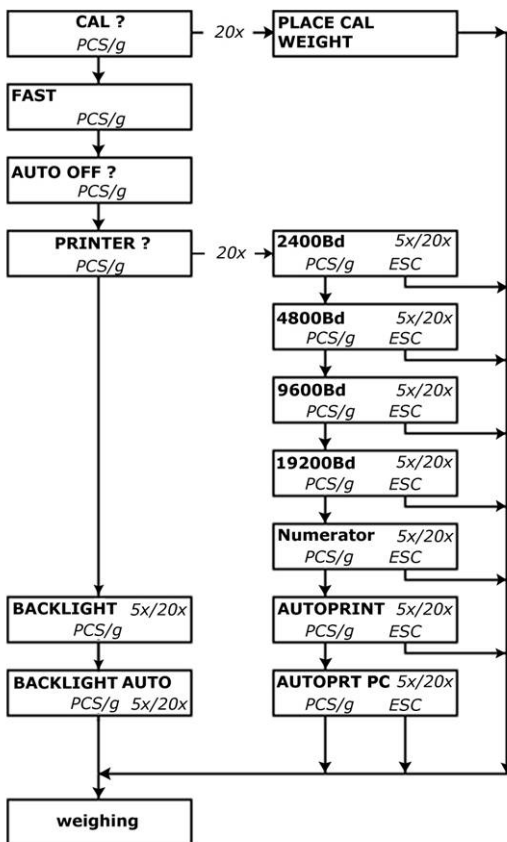 CAL ?
PCS/g
20x
PLACE CAL
WEIGHT
FAST
PCS/g
AUTO OFF ?
PCS/g
PRINTER ?
PCS/g
20x
2400Bd 5x/20x
PCS/g ESC
4800Bd 5x/20x
PCS/g ESC
9600Bd 5x/20x
PCS/g ESC
19200Bd 5x/20x
PCS/g ESC
Numerator 5x/20x
PCS/g ESC
BACKLIGHT 5x/20x
PCS/g
AUTOPRINT 5x/20x
PCS/g ESC
BACKLIGHT AUTO
PCS/g 5x/20x
AUTOPRT PC 5x/20x
PCS/g ESC
weighing